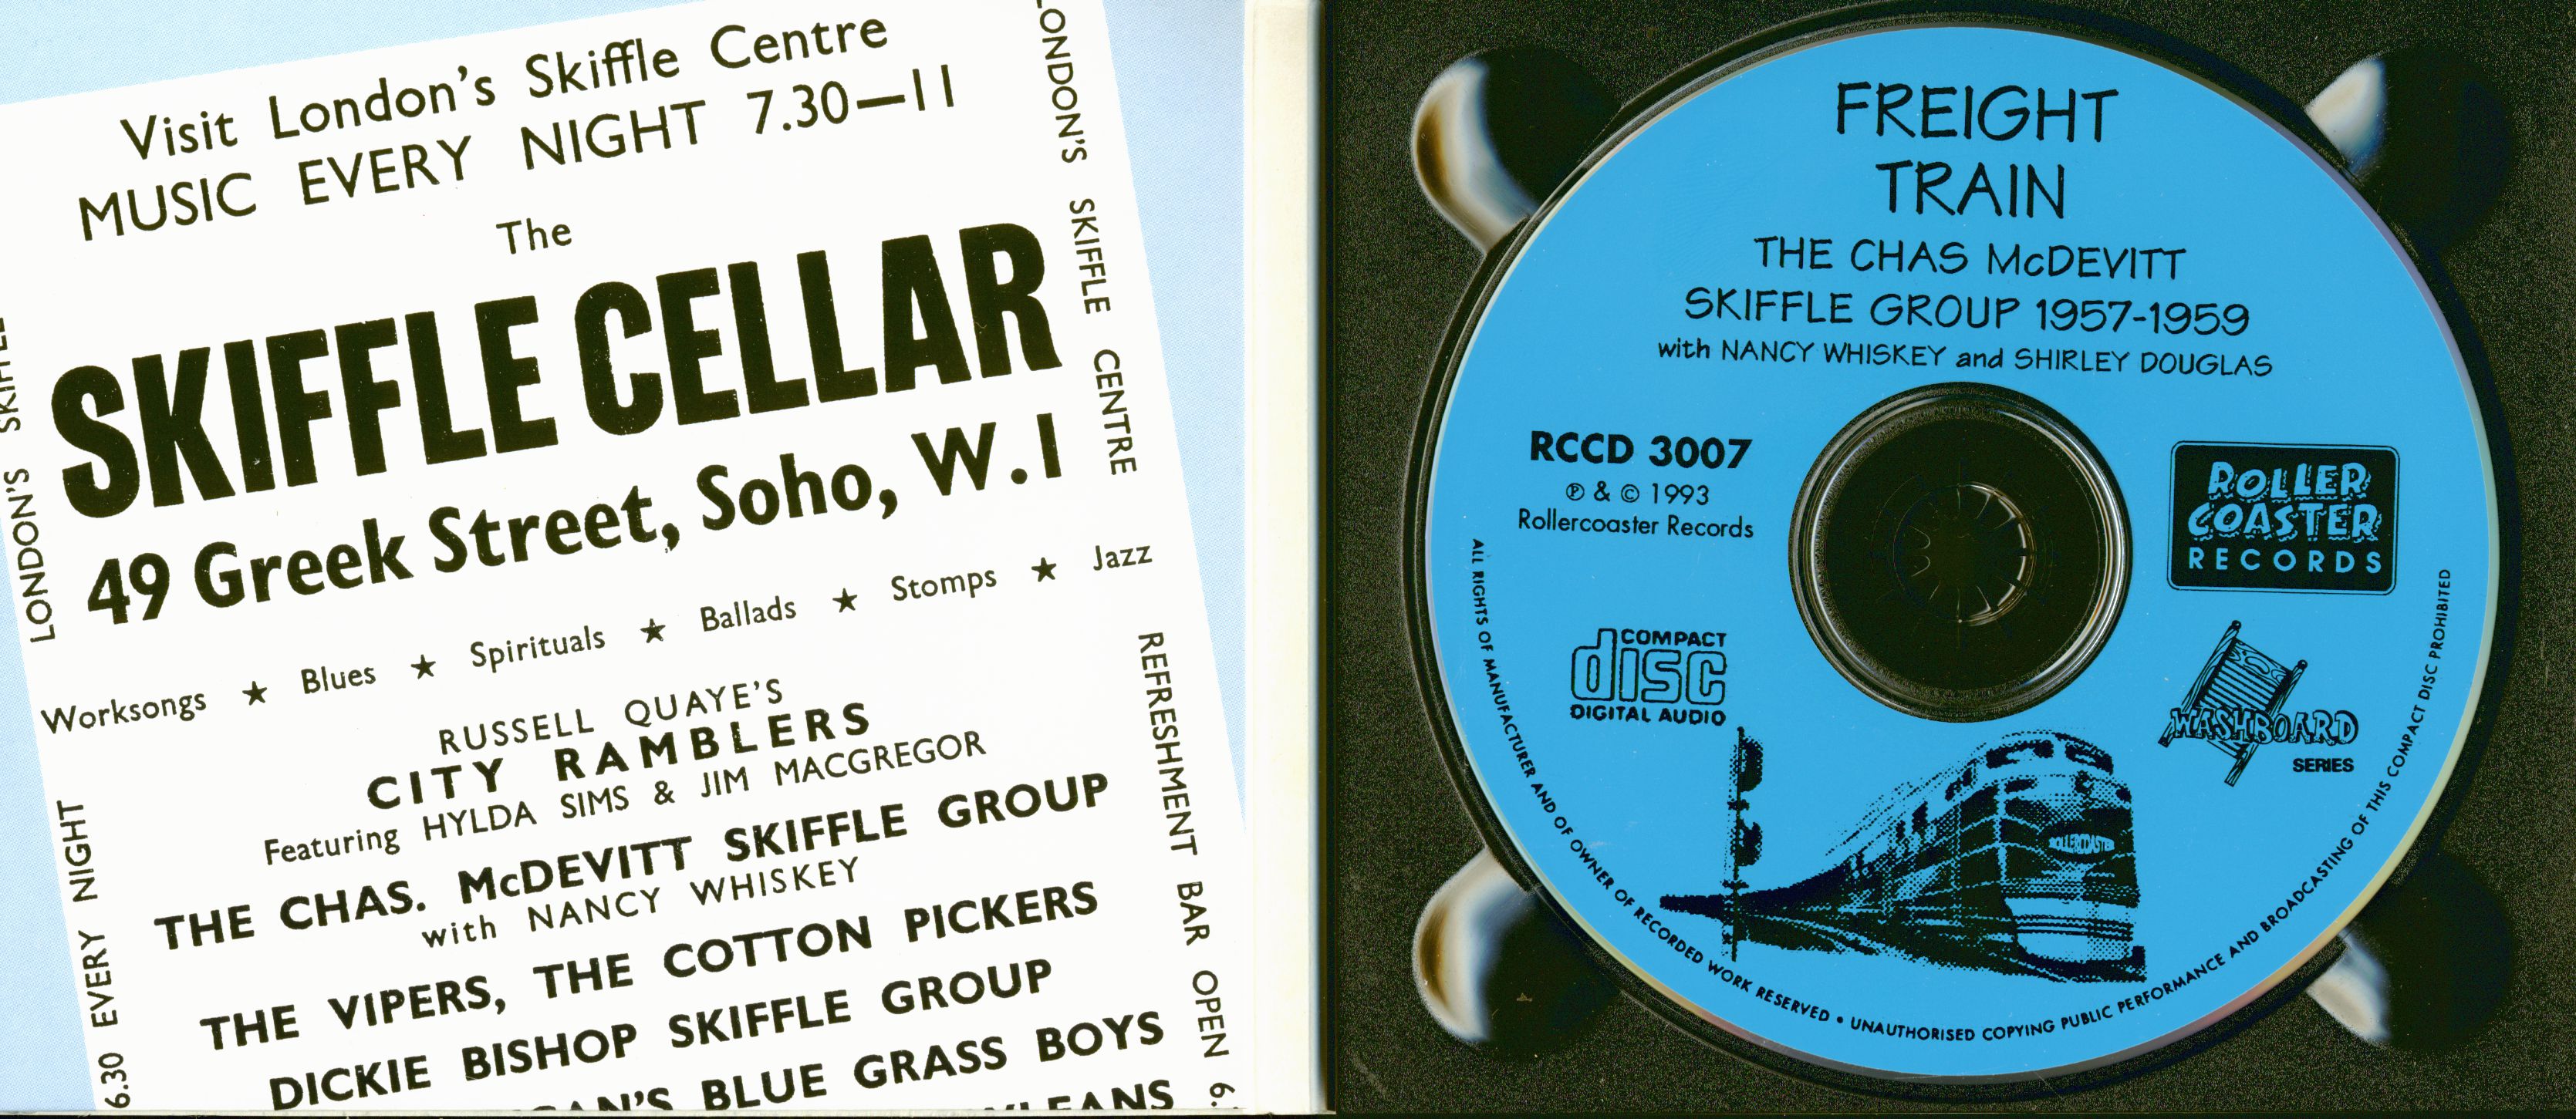 Visit London's Skiffle Centre
MUSIC EVERY NIGHT 7.30—11
The
SKIFFLE CELLAR
49 Greek Street, Soho, W.1
Worksongs ★ Blues ★ Spirituals ★ Ballads ★ Stomps ★ Jazz
RUSSELL QUAYE'S
CITY RAMBLERS
Featuring HYLDA SIMS & JIM MACGREGOR
THE CHAS. McDEVITT SKIFFLE GROUP
with NANCY WHISKEY
THE VIPERS, THE COTTON PICKERS
DICKIE BISHOP SKIFFLE GROUP
BLUE GRASS BOYS
LONDON'S SKIFFLE
6.30 EVERY NIGHT
LONDON'S SKIFFLE CENTRE
REFRESHMENT BAR OPEN 6.
FREIGHT
TRAIN
THE CHAS McDEVITT
SKIFFLE GROUP 1957-1959
with NANCY WHISKEY and SHIRLEY DOUGLAS
RCCD 3007
℗ & © 1993
Rollercoaster Records
ROLLER
COASTER
RECORDS
COMPACT
disc
DIGITAL AUDIO
WASHBOARD
SERIES
ROLLERCOASTER
ALL RIGHTS OF MANUFACTURER AND OF OWNER OF RECORDED WORK RESERVED • UNAUTHORISED COPYING PUBLIC PERFORMANCE AND BROADCASTING OF THIS COMPACT DISC PROHIBITED